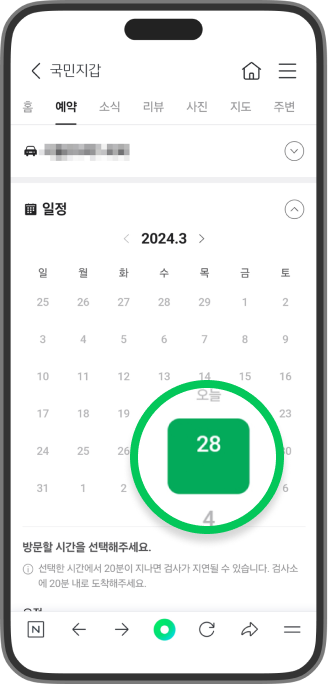 국민지갑
홈 예약 소식 리뷰 사진 지도 주변
일정
2024.3
일 월 화 수 목 금 토
25 26 27 28 29 1 2
3 4 5 6 7 8 9
10 11 12 13 14 15 16
오늘
17 18 19 23
28
24 25 26 30
31 1 2 6
4
방문할 시간을 선택해주세요.
선택한 시간에서 20분이 지나면 검사가 지연될 수 있습니다. 검사소
에 20분 내로 도착해주세요.
N